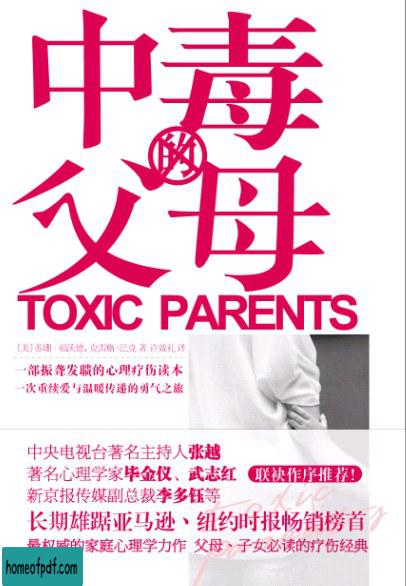 中毒
的
父母
TOXIC PARENTS
[美]苏珊·福沃德, 克雷格·巴克 著 许效礼 译
一部振聋发聩的心理疗伤读本
一次重续爱与温暖传递的勇气之旅
中央电视台著名主持人张越
著名心理学家毕金仪、武志红
联袂作序推荐!
新京报传媒副总裁李多钰等
长期雄踞亚马逊、纽约时报畅销榜首
最权威的家庭心理学力作 父母、子女必读的疗伤经典
Toxic
homeofpdf.com